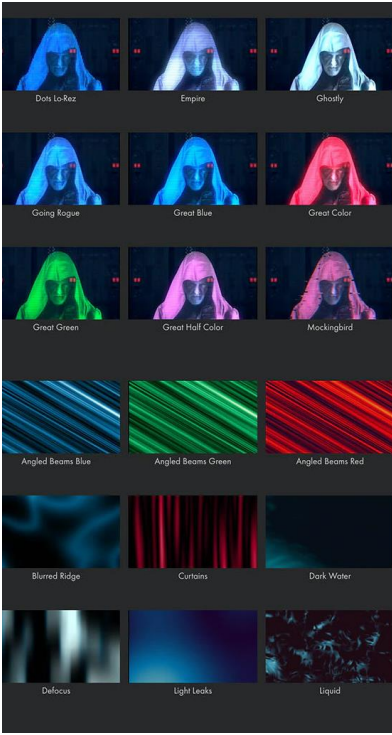 Dots Lo-Rez
Empire
Ghostly
Going Rogue
Great Blue
Great Color
Great Green
Great Half Color
Mockingbird
Angled Beams Blue
Angled Beams Green
Angled Beams Red
Blurred Ridge
Curtains
Dark Water
Defocus
Light Leaks
Liquid